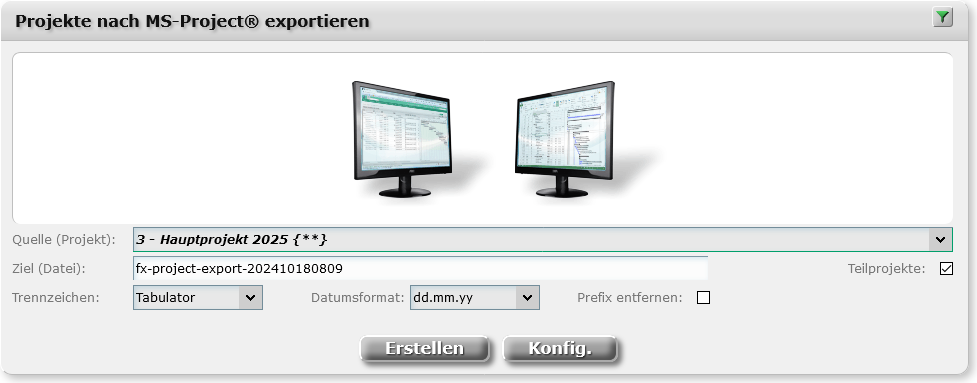 Projekte nach MS-Project® exportieren
Quelle (Projekt): 3 - Hauptprojekt 2025 {**}
Ziel (Datei): fx-project-export-202410180809 Teilprojekte:
Trennzeichen: Tabulator Datumsformat: dd.mm.yy Prefix entfernen:
Erstellen Konfig.